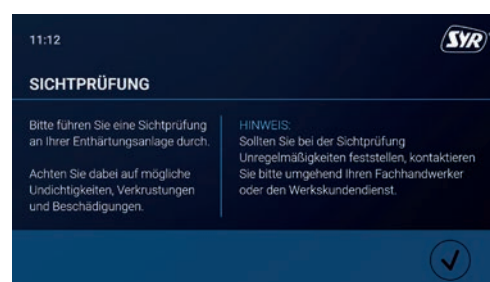 11:12
SYR
SICHTPRÜFUNG
Bitte führen Sie eine Sichtprüfung
an Ihrer Enthärtungsanlage durch.
Achten Sie dabei auf mögliche
Undichtigkeiten, Verkrustungen
und Beschädigungen.
HINWEIS:
Sollten Sie bei der Sichtprüfung
Unregelmäßigkeiten feststellen, kontaktieren
Sie bitte umgehend Ihren Fachhandwerker
oder den Werkskundendienst.